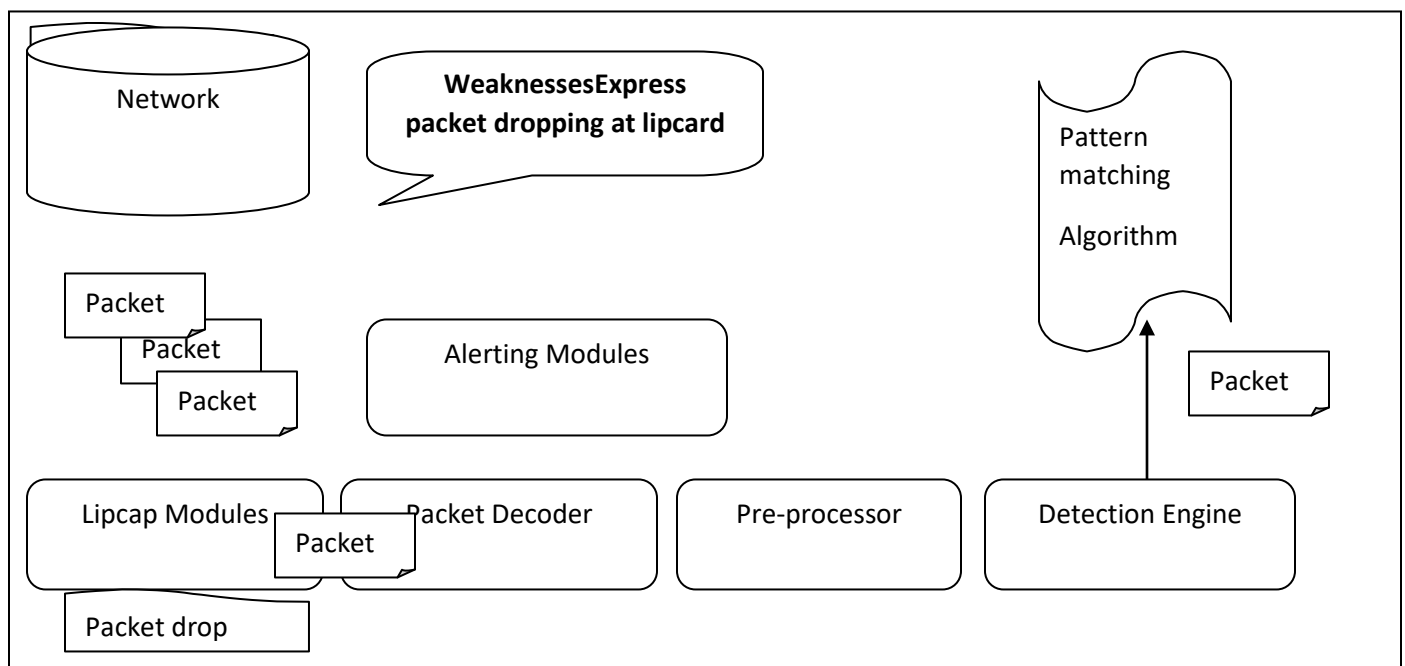 Network
WeaknessesExpress
packet dropping at lipcard
Pattern
matching
Algorithm
Packet
Packet
Packet
Alerting Modules
Packet
Lipcap Modules
Packet Decoder
Pre-processor
Detection Engine
Packet
Packet drop